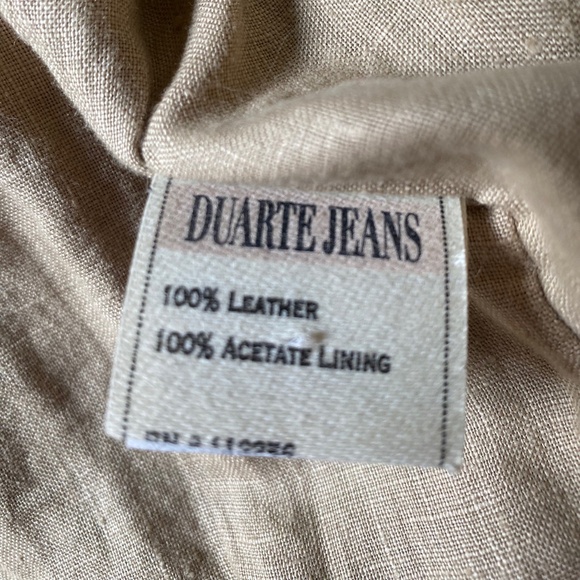 DUARTE JEANS
100% LEATHER
100% ACETATE LINING